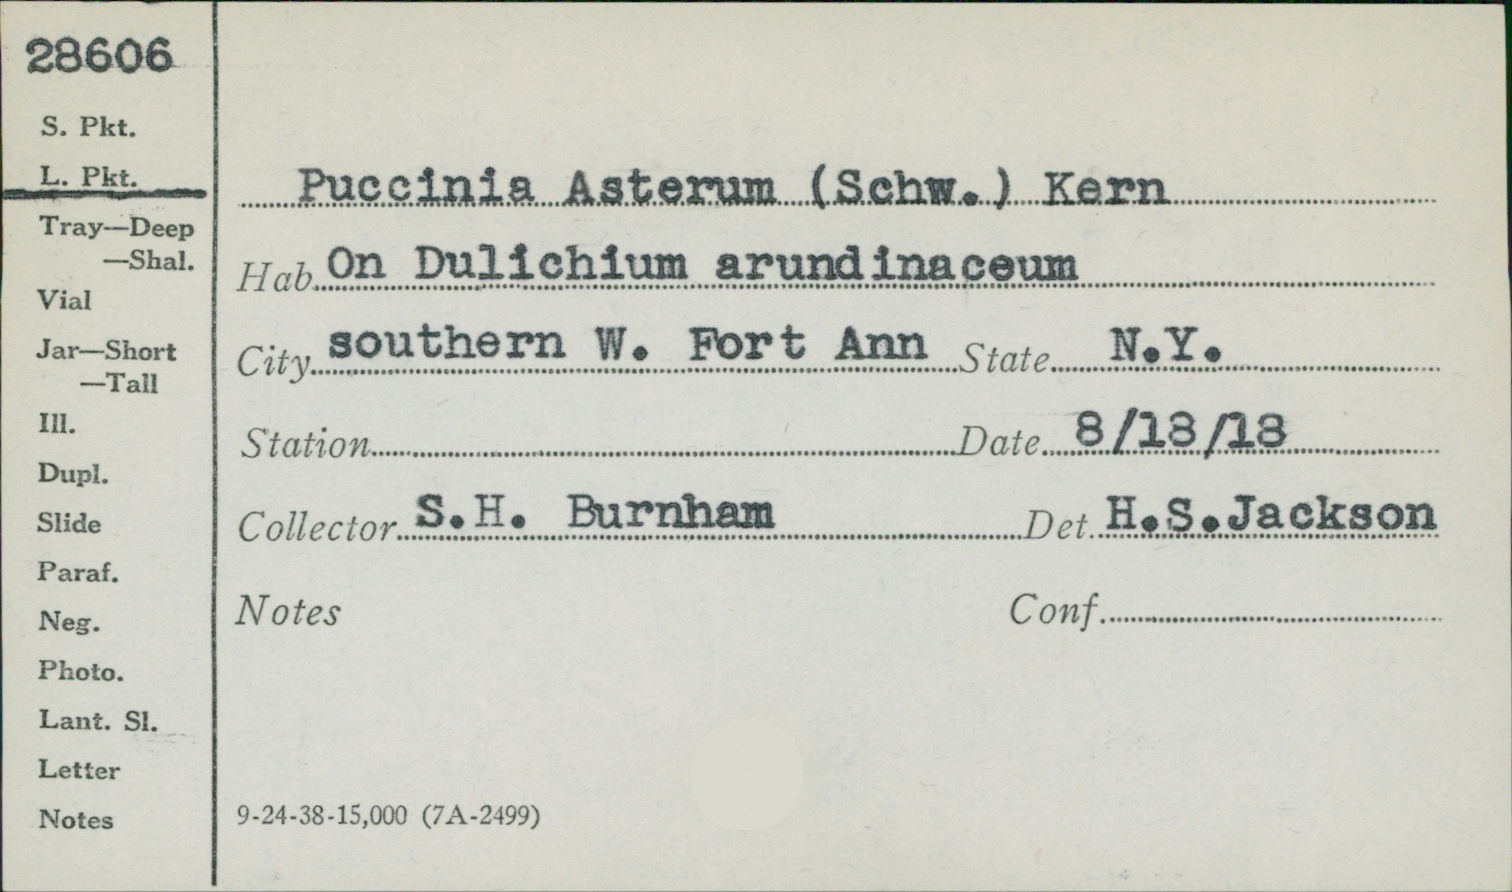 28606
S. Pkt.
L. Pkt.
Tray—Deep
—Shal.
Vial
Jar—Short
—Tall
Ill.
Dupl.
Slide
Paraf.
Neg.
Photo.
Lant. Sl.
Letter
Notes
Puccinia Asterum (Schw.) Kern
Hab. On Dulichium arundinaceum
City southern W. Fort Ann State N.Y.
Station Date 8/18/18
Collector S.H. Burnham Det. H.S.Jackson
Notes Conf.
9-24-38-15,000 (7A-2499)